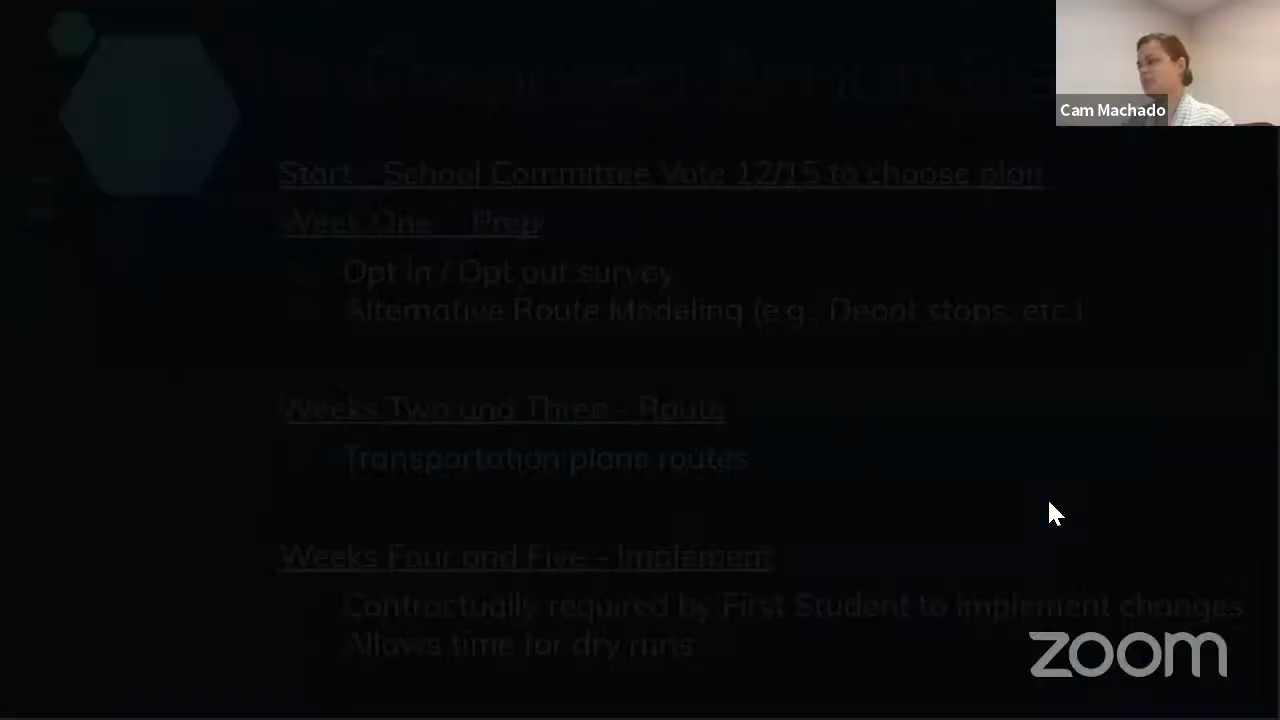 Cam Machado
Start - School Committee Vote 12/15 to choose plan
Week One - Prep
Opt in / Opt out survey
Alternative Route Modeling (e.g., Depot stops, etc.)
Weeks Two and Three - Route
Transportation plans routes
Weeks Four and Five - Implement
Contractually required by First Student to implement changes
Allows time for dry runs
zoom